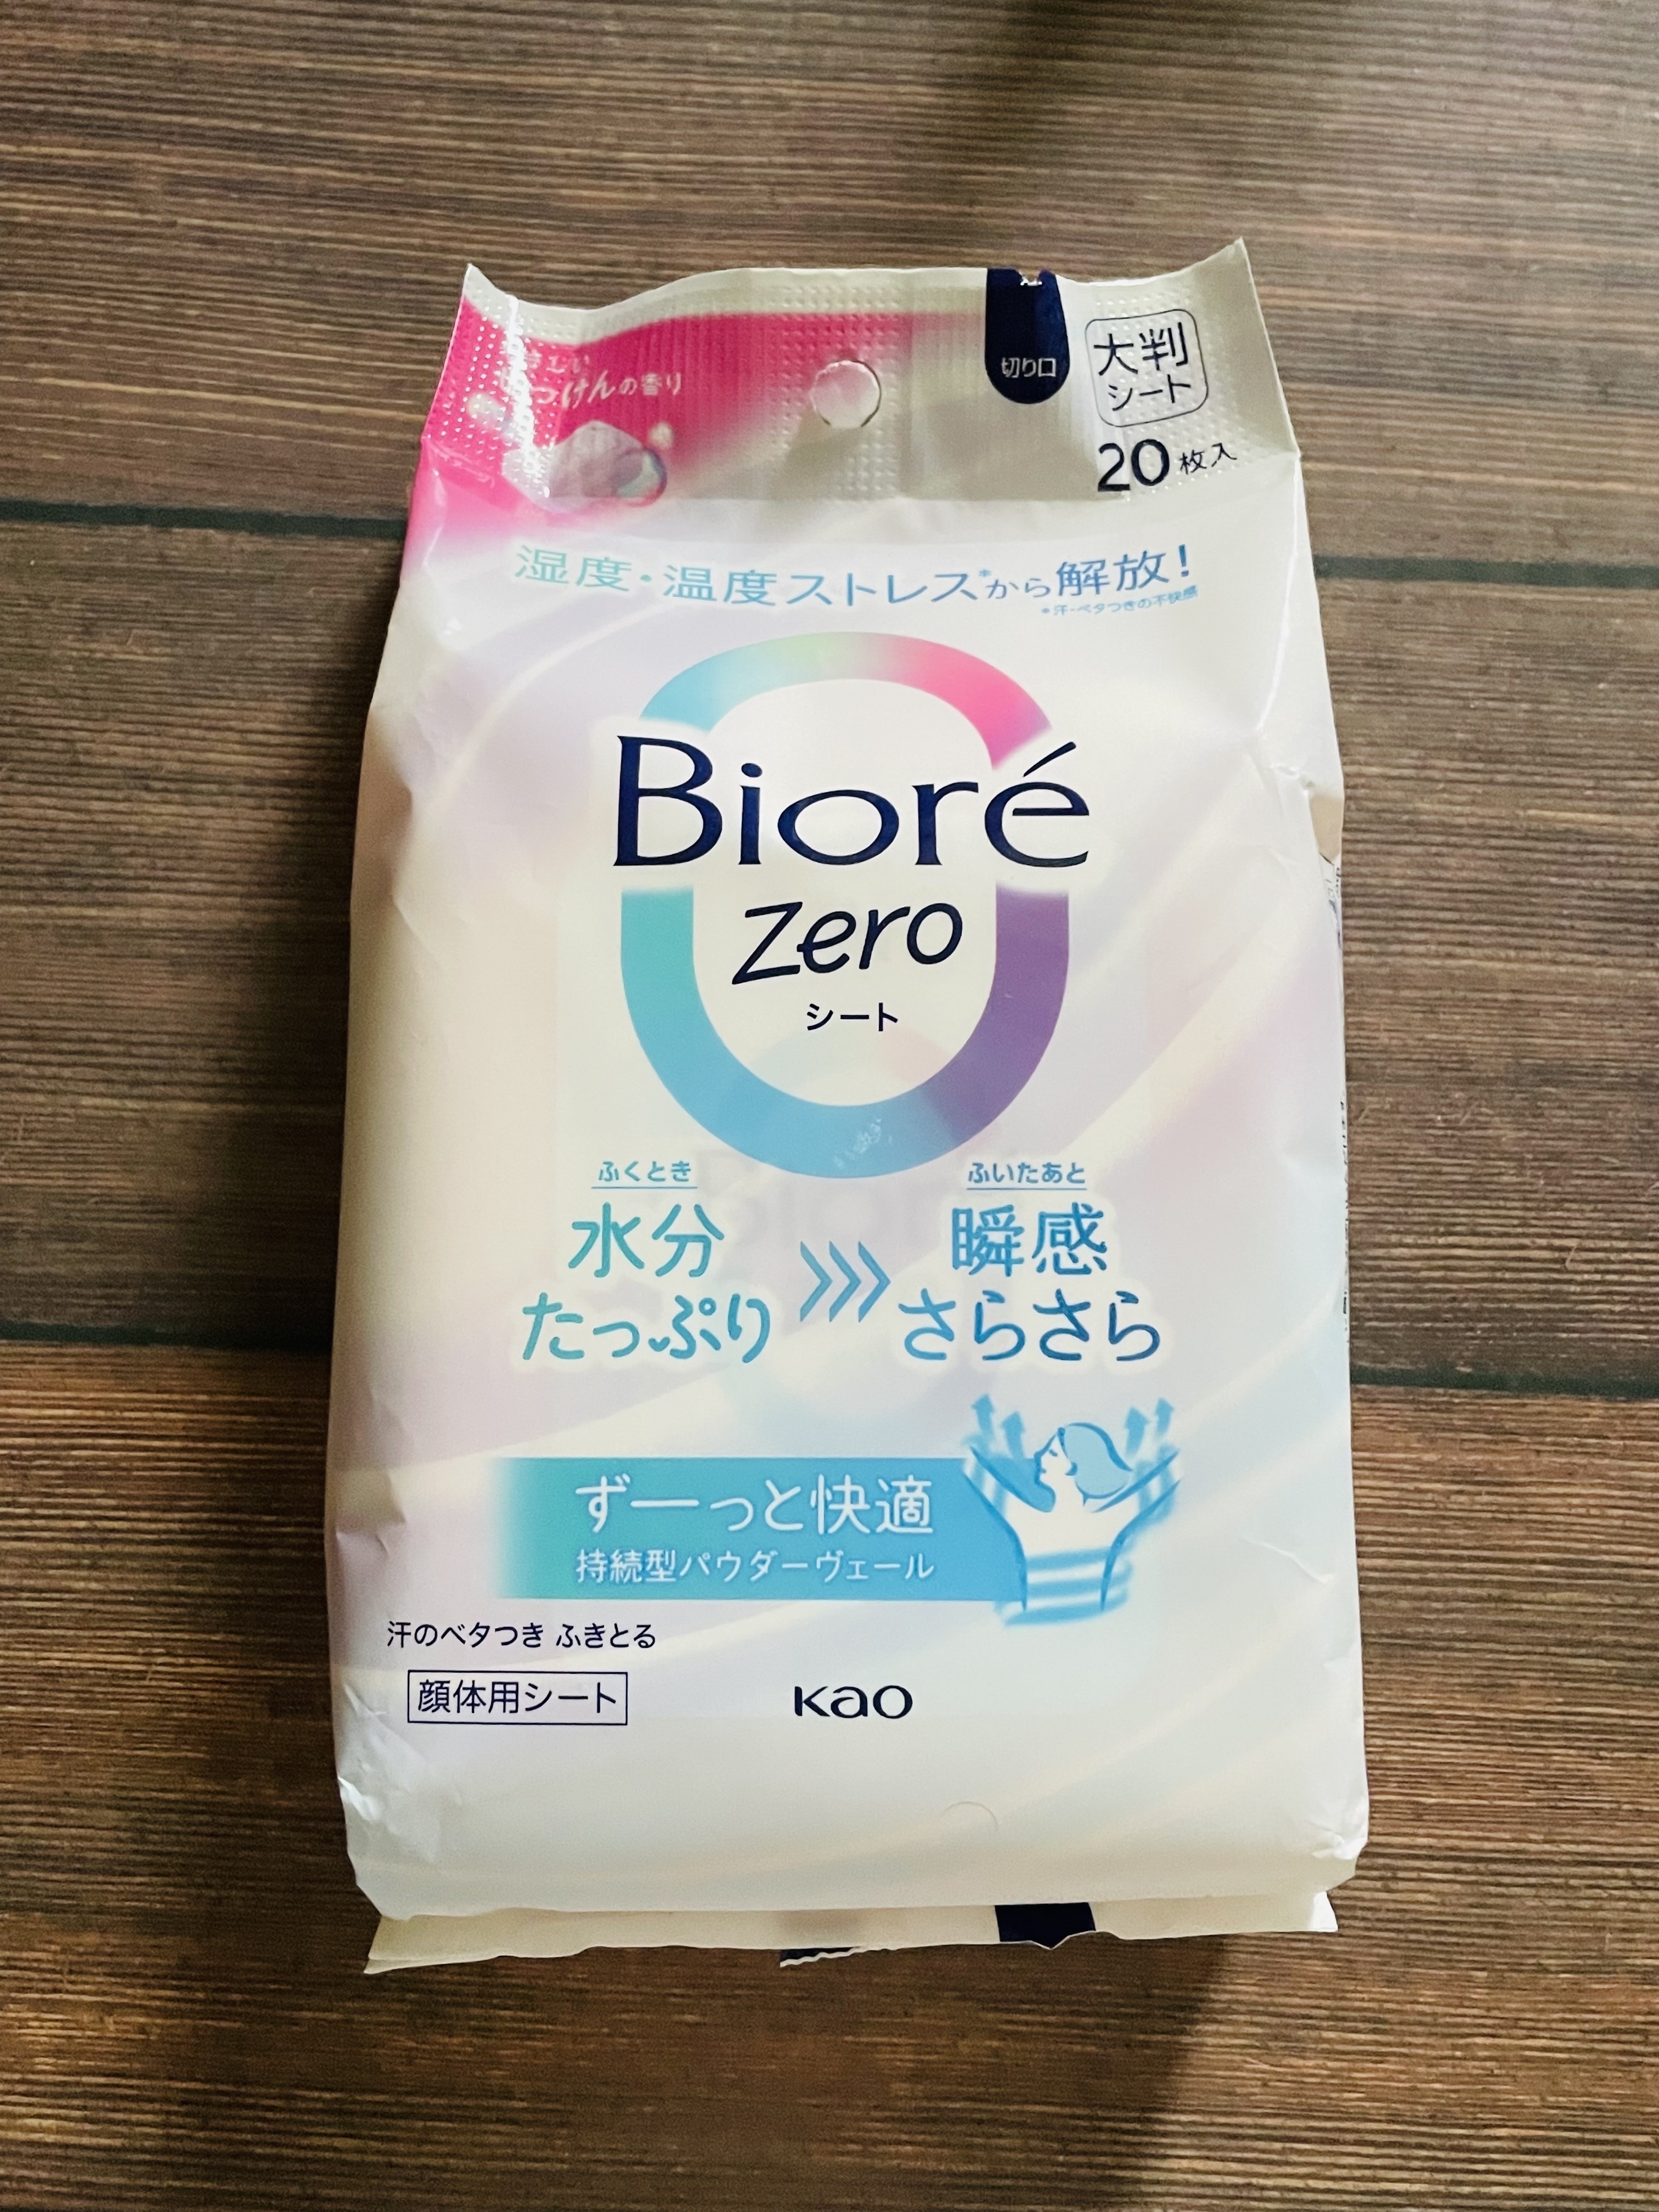 切り口
大判
シート
20枚入
けんの香り
湿度・温度ストレス*から解放!
*汗・ベタつきの不快感
Bioré
zero
シート
ふくとき
水分
たっぷり
ふいたあと
瞬感
さらさら
ずーっと快適
持続型パウダーヴェール
汗のベタつき ふきとる
顔体用シート
Kao